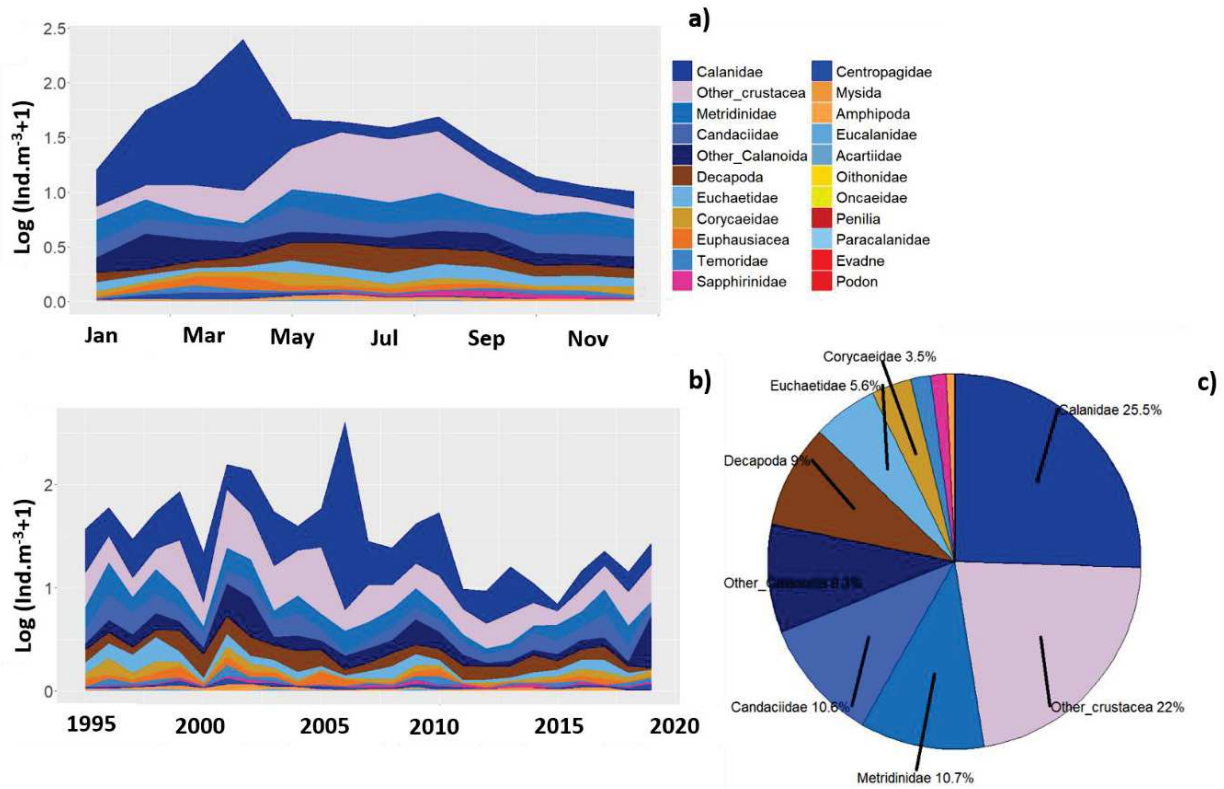 a)
2.5
2.0
1.5
1.0
0.5
0.0
Log (Ind.m-3+1)
Jan Mar May Jul Sep Nov
Calanidae
Other_crustacea
Metridinidae
Candaciidae
Other_Calanoida
Decapoda
Euchaetidae
Corycaeidae
Euphausiacea
Temoridae
Sapphirinidae
Centropagidae
Mysida
Amphipoda
Eucalanidae
Acartiidae
Oithonidae
Oncaeidae
Penilia
Paracalanidae
Evadne
Podon
b)
2
1
0
Log (Ind.m-3+1)
1995 2000 2005 2010 2015 2020
c)
Corycaeidae 3.5%
Euchaetidae 5.6%
Calanidae 25.5%
Decapoda 9%
Other_Calanoida 9.3%
Candaciidae 10.6%
Other_crustacea 22%
Metridinidae 10.7%